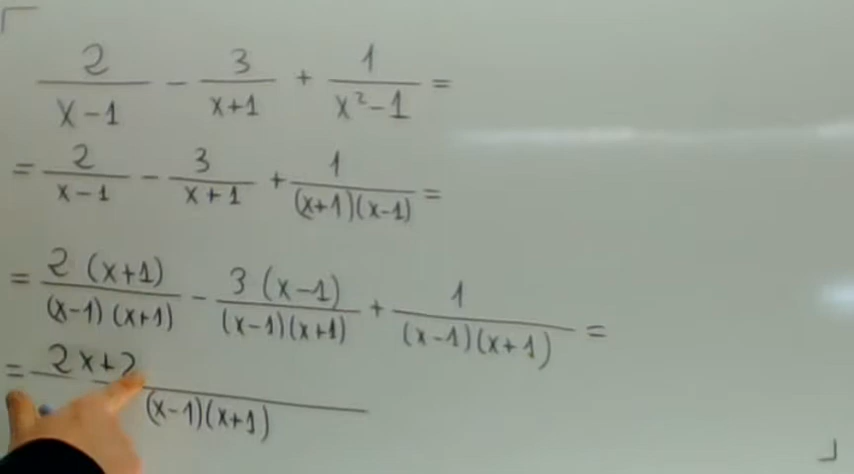 2/(x-1) - 3/(x+1) + 1/(x²-1) =
= 2/(x-1) - 3/(x+1) + 1/((x+1)(x-1)) =
= 2(x+1)/((x-1)(x+1)) - 3(x-1)/((x-1)(x+1)) + 1/((x-1)(x+1)) =
= 2x+2/((x-1)(x+1))